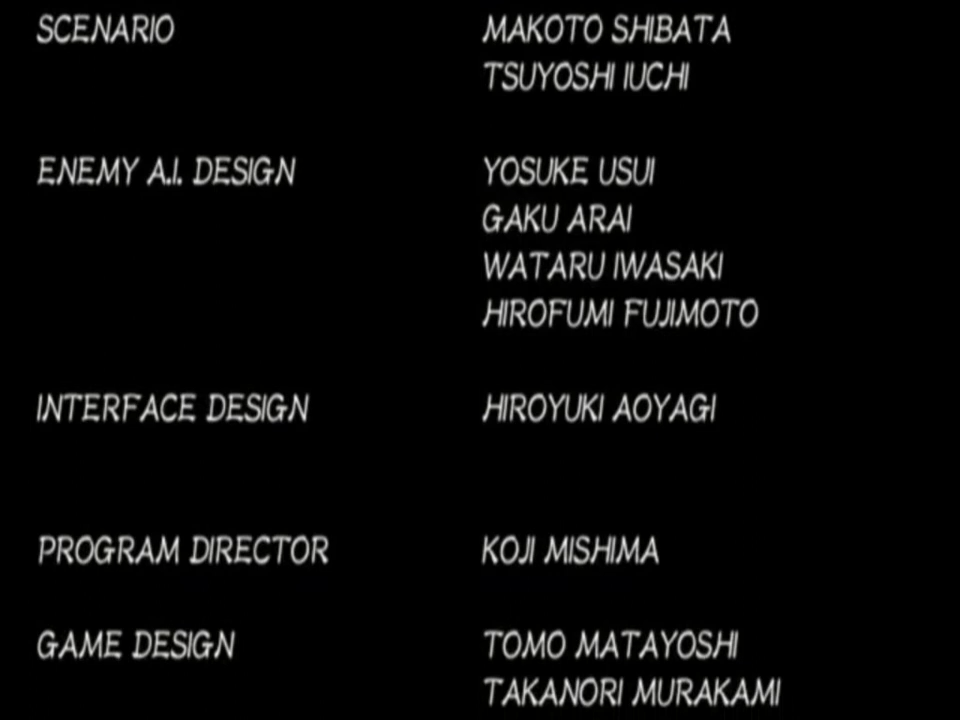 SCENARIO MAKOTO SHIBATA
TSUYOSHI IUCHI
ENEMY A.I. DESIGN YOSUKE USUI
GAKU ARAI
WATARU IWASAKI
HIROFUMI FUJIMOTO
INTERFACE DESIGN HIROYUKI AOYAGI
PROGRAM DIRECTOR KOJI MISHIMA
GAME DESIGN TOMO MATAYOSHI
TAKANORI MURAKAMI